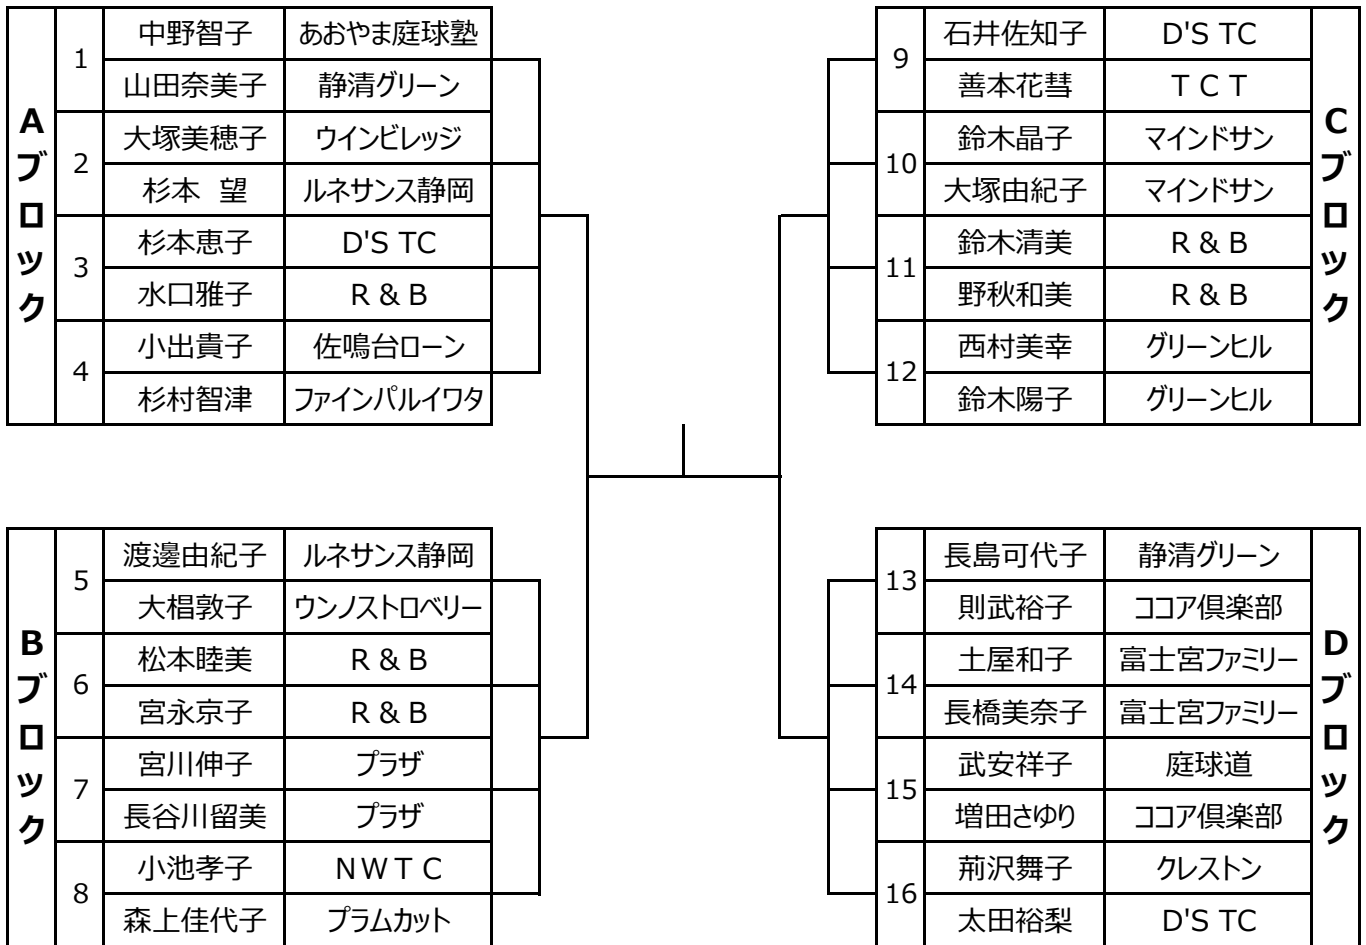 Aブロック
1
中野智子 あおやま庭球塾
山田奈美子 静清グリーン
2
大塚美穂子 ウインビレッジ
杉本 望 ルネサンス静岡
3
杉本恵子 D'S TC
水口雅子 R & B
4
小出貴子 佐鳴台ローン
杉村智津 ファインパルイワタ
Bブロック
5
渡邊由紀子 ルネサンス静岡
大椙敦子 ウンノストロベリー
6
松本睦美 R & B
宮永京子 R & B
7
宮川伸子 プラザ
長谷川留美 プラザ
8
小池孝子 NWTC
森上佳代子 プラムカット
Cブロック
9
石井佐知子 D'S TC
善本花彗 TCT
10
鈴木晶子 マインドサン
大塚由紀子 マインドサン
11
鈴木清美 R & B
野秋和美 R & B
12
西村美幸 グリーンヒル
鈴木陽子 グリーンヒル
Dブロック
13
長島可代子 静清グリーン
則武裕子 ココア倶楽部
14
土屋和子 富士宮ファミリー
長橋美奈子 富士宮ファミリー
15
武安祥子 庭球道
増田さゆり ココア倶楽部
16
荊沢舞子 クレストン
太田裕梨 D'S TC